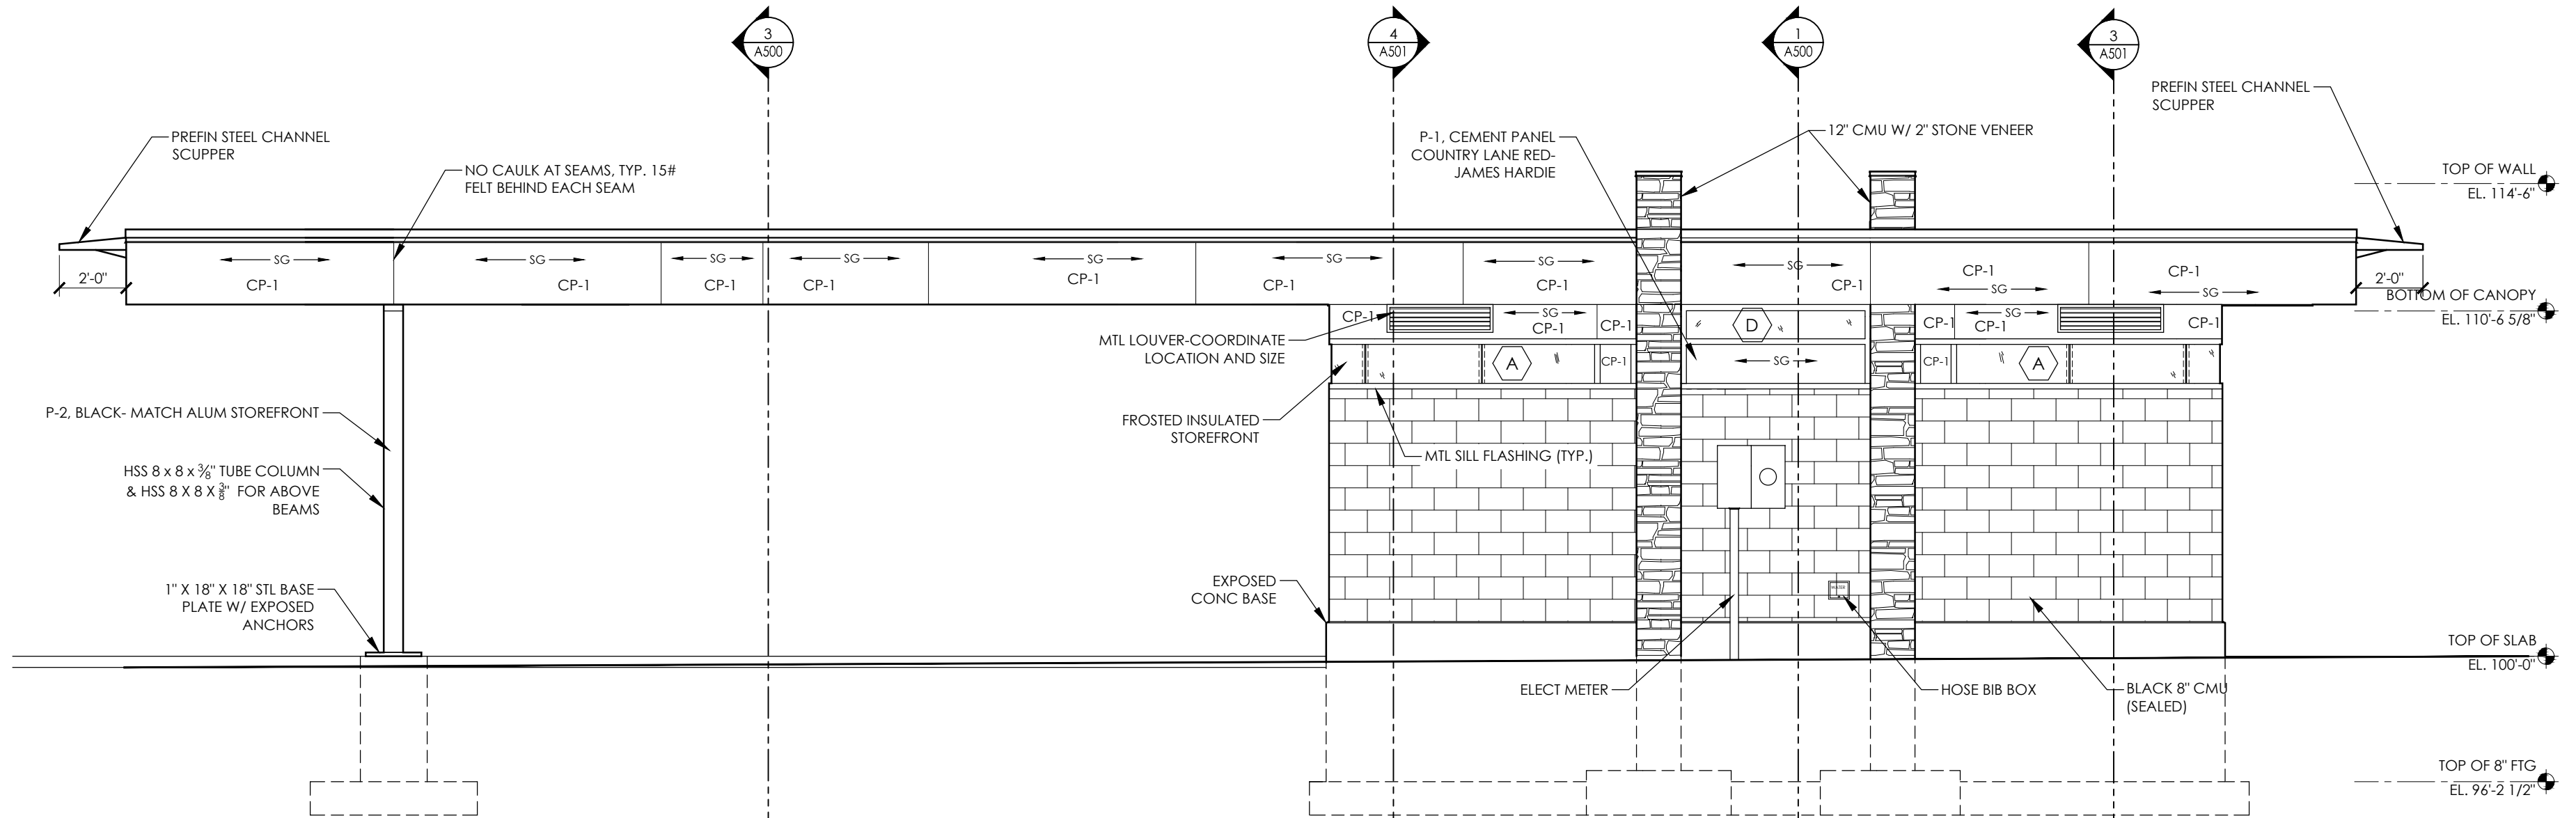 3
A500
4
A501
1
A500
3
A501
PREFIN STEEL CHANNEL
SCUPPER
NO CAULK AT SEAMS, TYP. 15#
FELT BEHIND EACH SEAM
P-1, CEMENT PANEL
COUNTRY LANE RED-
JAMES HARDIE
12" CMU W/ 2" STONE VENEER
PREFIN STEEL CHANNEL
SCUPPER
TOP OF WALL
EL. 114'-6"
SG
SG
SG
SG
SG
SG
SG
SG
SG
SG
CP-1
CP-1
CP-1
CP-1
CP-1
CP-1
CP-1
CP-1
CP-1
CP-1
2'-0"
2'-0"
BOTTOM OF CANOPY
EL. 110'-6 5/8"
CP-1
SG
CP-1
CP-1
D
CP-1
SG
CP-1
CP-1
MTL LOUVER-COORDINATE
LOCATION AND SIZE
A
CP-1
SG
CP-1
A
P-2, BLACK- MATCH ALUM STOREFRONT
FROSTED INSULATED
STOREFRONT
MTL SILL FLASHING (TYP.)
HSS 8 x 8 x 3/8" TUBE COLUMN
& HSS 8 X 8 X 3/8" FOR ABOVE
BEAMS
1" X 18" X 18" STL BASE
PLATE W/ EXPOSED
ANCHORS
EXPOSED
CONC BASE
TOP OF SLAB
EL. 100'-0"
ELECT METER
HOSE BIB BOX
BLACK 8" CMU
(SEALED)
TOP OF 8" FTG
EL. 96'-2 1/2"